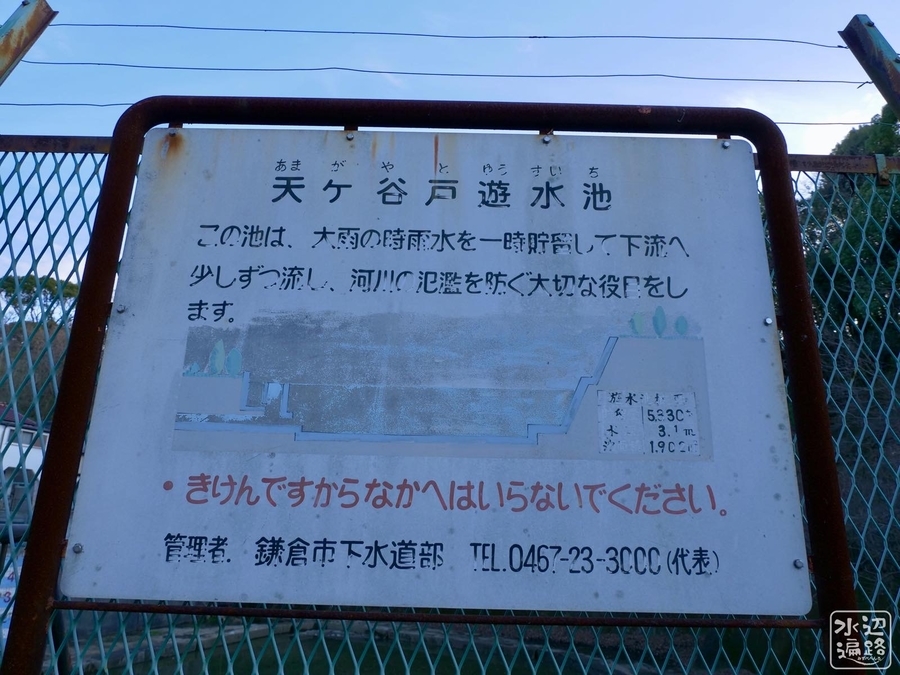 あまがやとゆうすいち
天ケ谷戸遊水池
この池は、大雨の時雨水を一時貯留して下流へ
少しずつ流し、河川の氾濫を防ぐ大切な役目をし
ます。
3.1m
・きけんですからなかへはいらないでください。
管理者 鎌倉市下水道部 TEL.0467-23-3000(代表)
水辺遍路